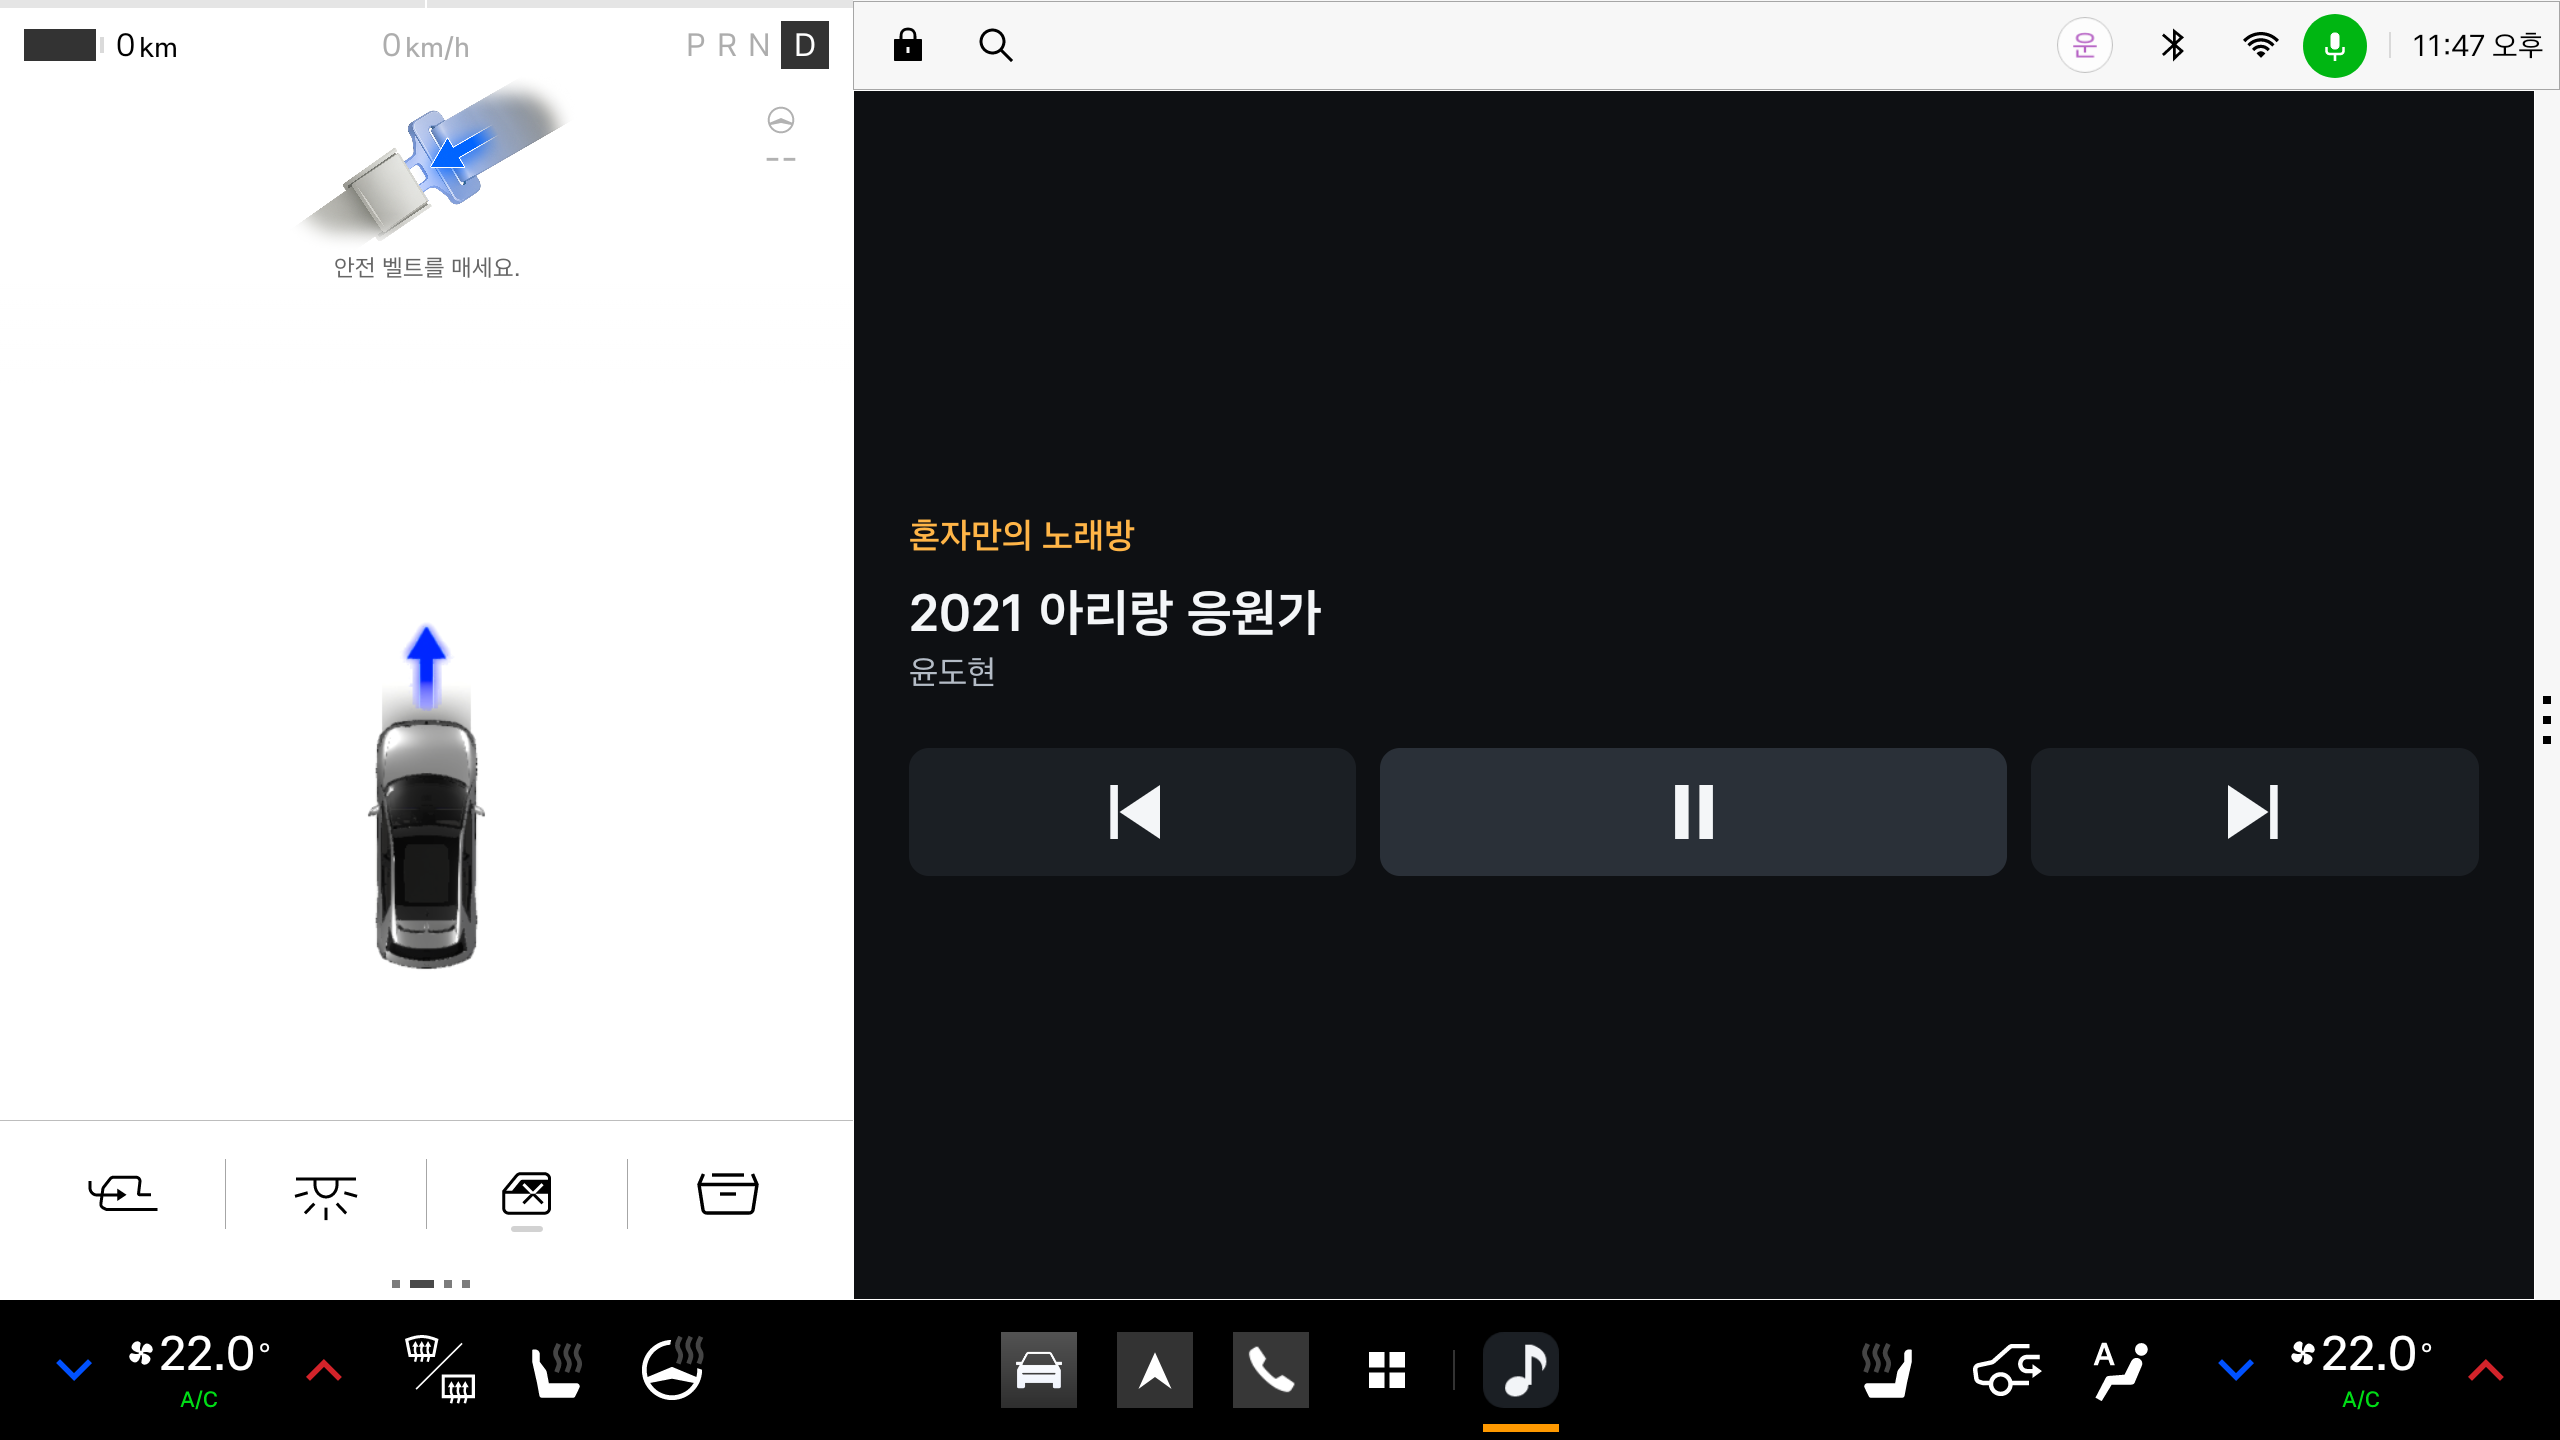 0 km
0 km/h
P R N D
안전 벨트를 매세요.
운
11:47 오후
혼자만의 노래방
2021 아리랑 응원가
윤도현
22.0°
A/C
A
22.0°
A/C